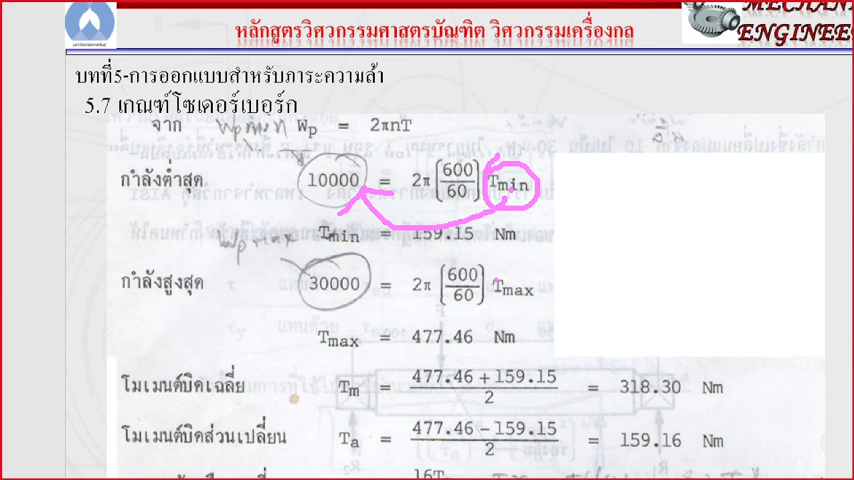 หลักสูตรวิศวกรรมศาสตรบัณฑิต วิศวกรรมเครื่องกล
MECHAN
ENGINEE
บทที่5-การออกแบบสำหรับภาระความล้า
5.7 เกณฑ์โซเดอร์เบอร์ก
จาก Wp = 2πnT
กำลังต่ำสุด 10000 = 2π (600/60) Tmin
Tmin = 159.15 Nm
Wp max
กำลังสูงสุด 30000 = 2π (600/60) Tmax
Tmax = 477.46 Nm
โมเมนต์บิดเฉลี่ย Tm = 477.46 + 159.15 / 2 = 318.30 Nm
โมเมนต์บิดส่วนเปลี่ยน Ta = 477.46 - 159.15 / 2 = 159.16 Nm